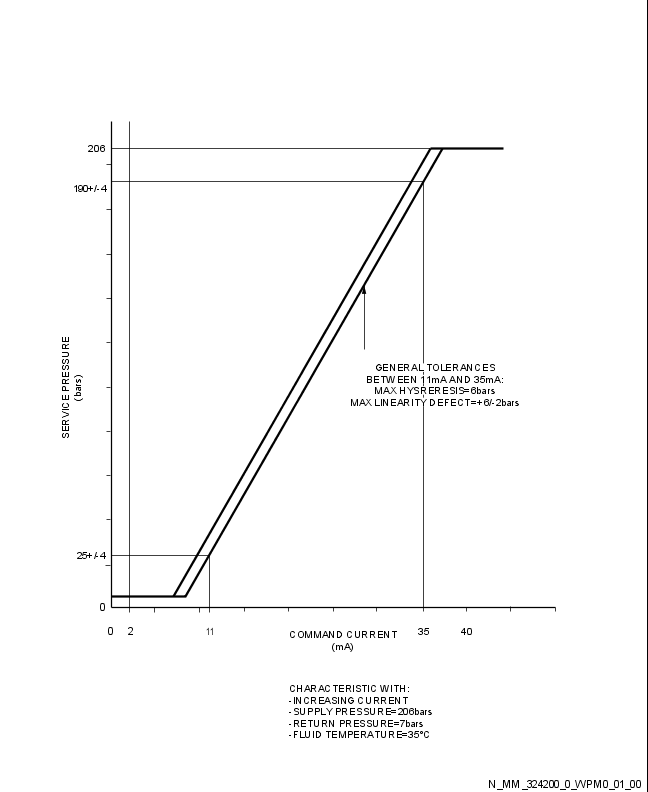 206
190+/-4
SERVICE PRESSURE
(bars)
GENERAL TOLERANCES
BETWEEN 11mA AND 35mA:
MAX HYSRERESIS=6bars
MAX LINEARITY DEFECT=+6/-2bars
25+/-4
0
0 2 11 35 40
COMMAND CURRENT
(mA)
CHARACTERISTIC WITH:
-INCREASING CURRENT
-SUPPLY PRESSURE=206bars
-RETURN PRESSURE=7bars
-FLUID TEMPERATURE=35°C
N_MM_324200_0_WPM0_01_00